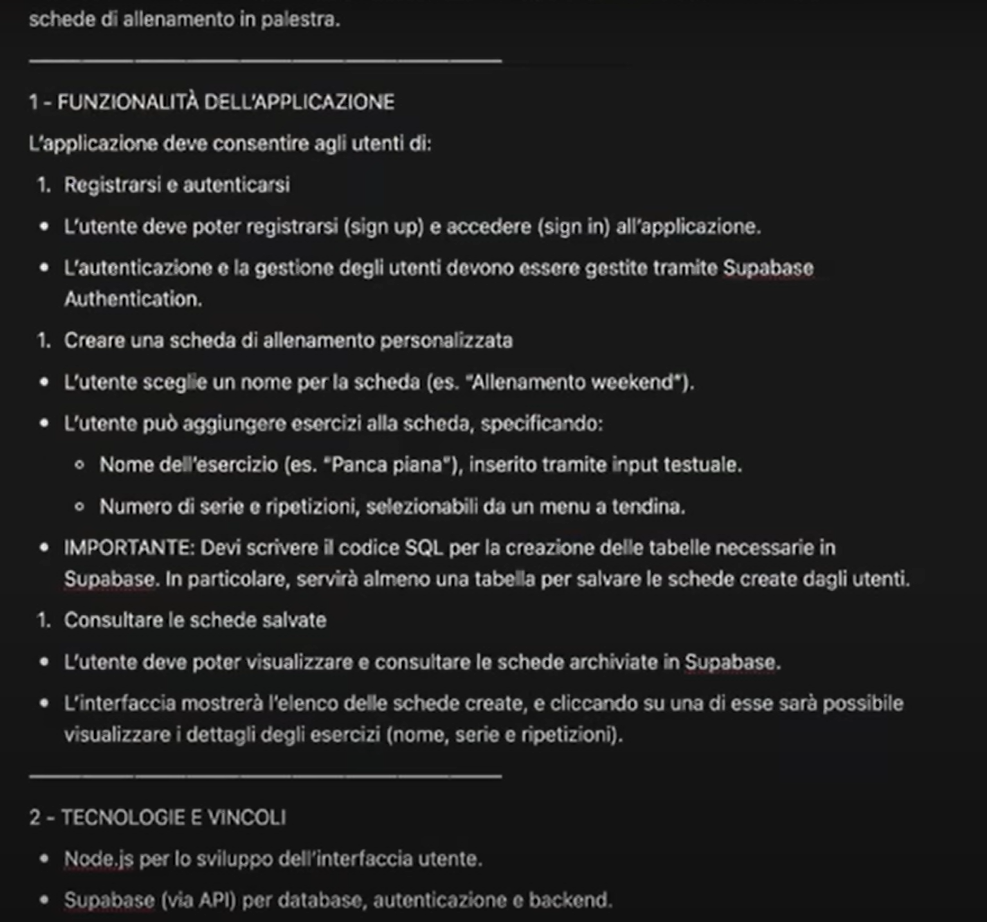 schede di allenamento in palestra.
1 - FUNZIONALITÀ DELL'APPLICAZIONE
L'applicazione deve consentire agli utenti di:
1. Registrarsi e autenticarsi
• L'utente deve poter registrarsi (sign up) e accedere (sign in) all'applicazione.
• L'autenticazione e la gestione degli utenti devono essere gestite tramite Supabase
Authentication.
1. Creare una scheda di allenamento personalizzata
• L'utente sceglie un nome per la scheda (es. "Allenamento weekend").
• L'utente può aggiungere esercizi alla scheda, specificando:
◦ Nome dell'esercizio (es. "Panca piana"), inserito tramite input testuale.
◦ Numero di serie e ripetizioni, selezionabili da un menu a tendina.
• IMPORTANTE: Devi scrivere il codice SQL per la creazione delle tabelle necessarie in
Supabase. In particolare, servirà almeno una tabella per salvare le schede create dagli utenti.
1. Consultare le schede salvate
• L'utente deve poter visualizzare e consultare le schede archiviate in Supabase.
• L'interfaccia mostrerà l'elenco delle schede create, e cliccando su una di esse sarà possibile
visualizzare i dettagli degli esercizi (nome, serie e ripetizioni).
2 - TECNOLOGIE E VINCOLI
• Node.js per lo sviluppo dell'interfaccia utente.
• Supabase (via API) per database, autenticazione e backend.